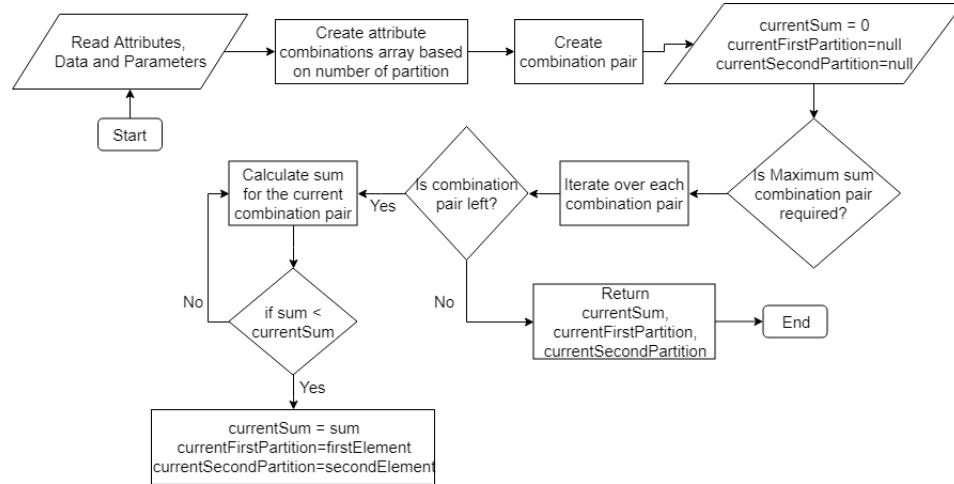 Start
Read Attributes,
Data and Parameters
Create attribute
combinations array based
on number of partition
Create
combination pair
currentSum = 0
currentFirstPartition=null
currentSecondPartition=null
Is Maximum sum
combination pair
required?
Iterate over each
combination pair
Is combination
pair left?
Yes
Calculate sum
for the current
combination pair
No
if sum <
currentSum
Yes
currentSum = sum
currentFirstPartition=firstElement
currentSecondPartition=secondElement
No
Return
currentSum,
currentFirstPartition,
currentSecondPartition
End